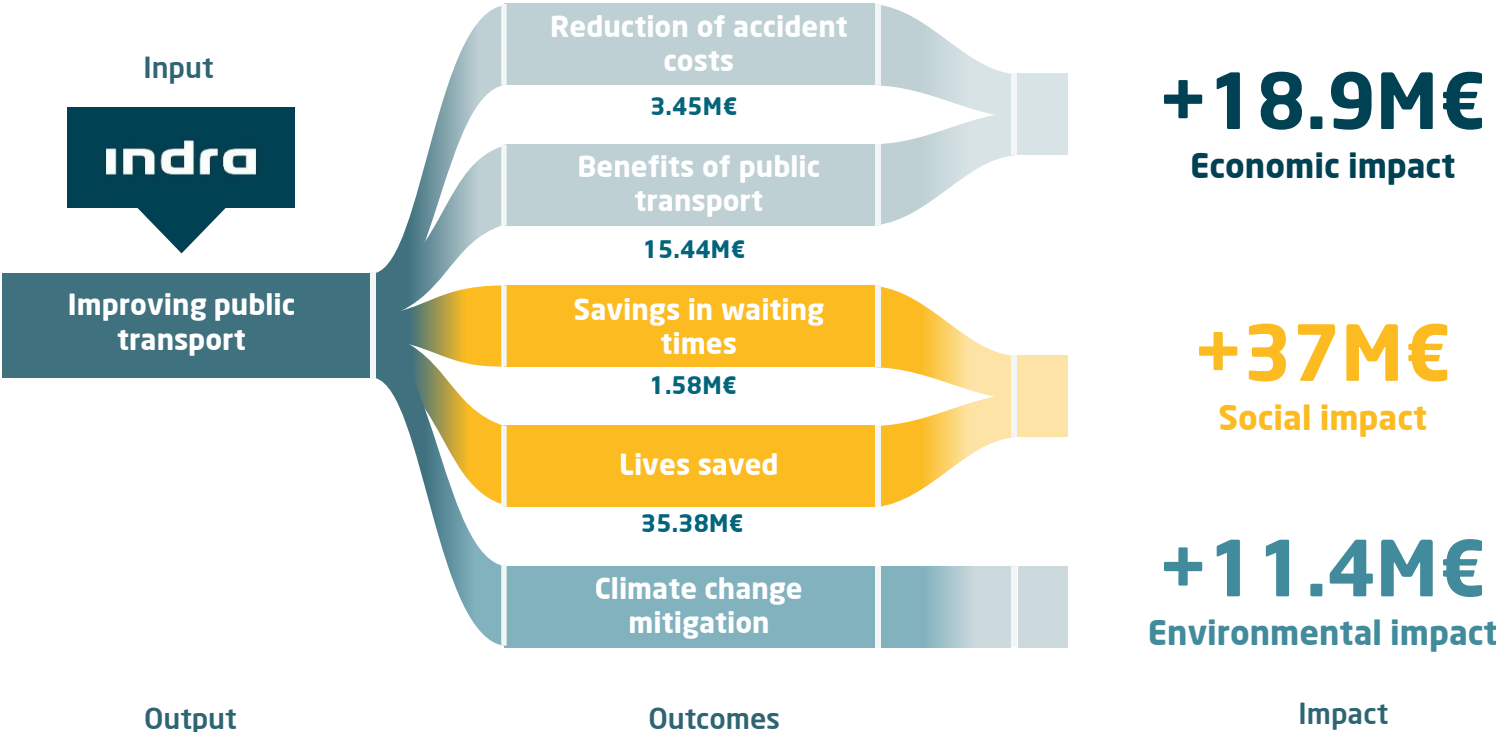 Input
indra
Improving public
transport
Output
Reduction of accident
costs
3.45M€
Benefits of public
transport
15.44M€
Savings in waiting
times
1.58M€
Lives saved
35.38M€
Climate change
mitigation
Outcomes
+18.9M€
Economic impact
+37M€
Social impact
+11.4M€
Environmental impact
Impact